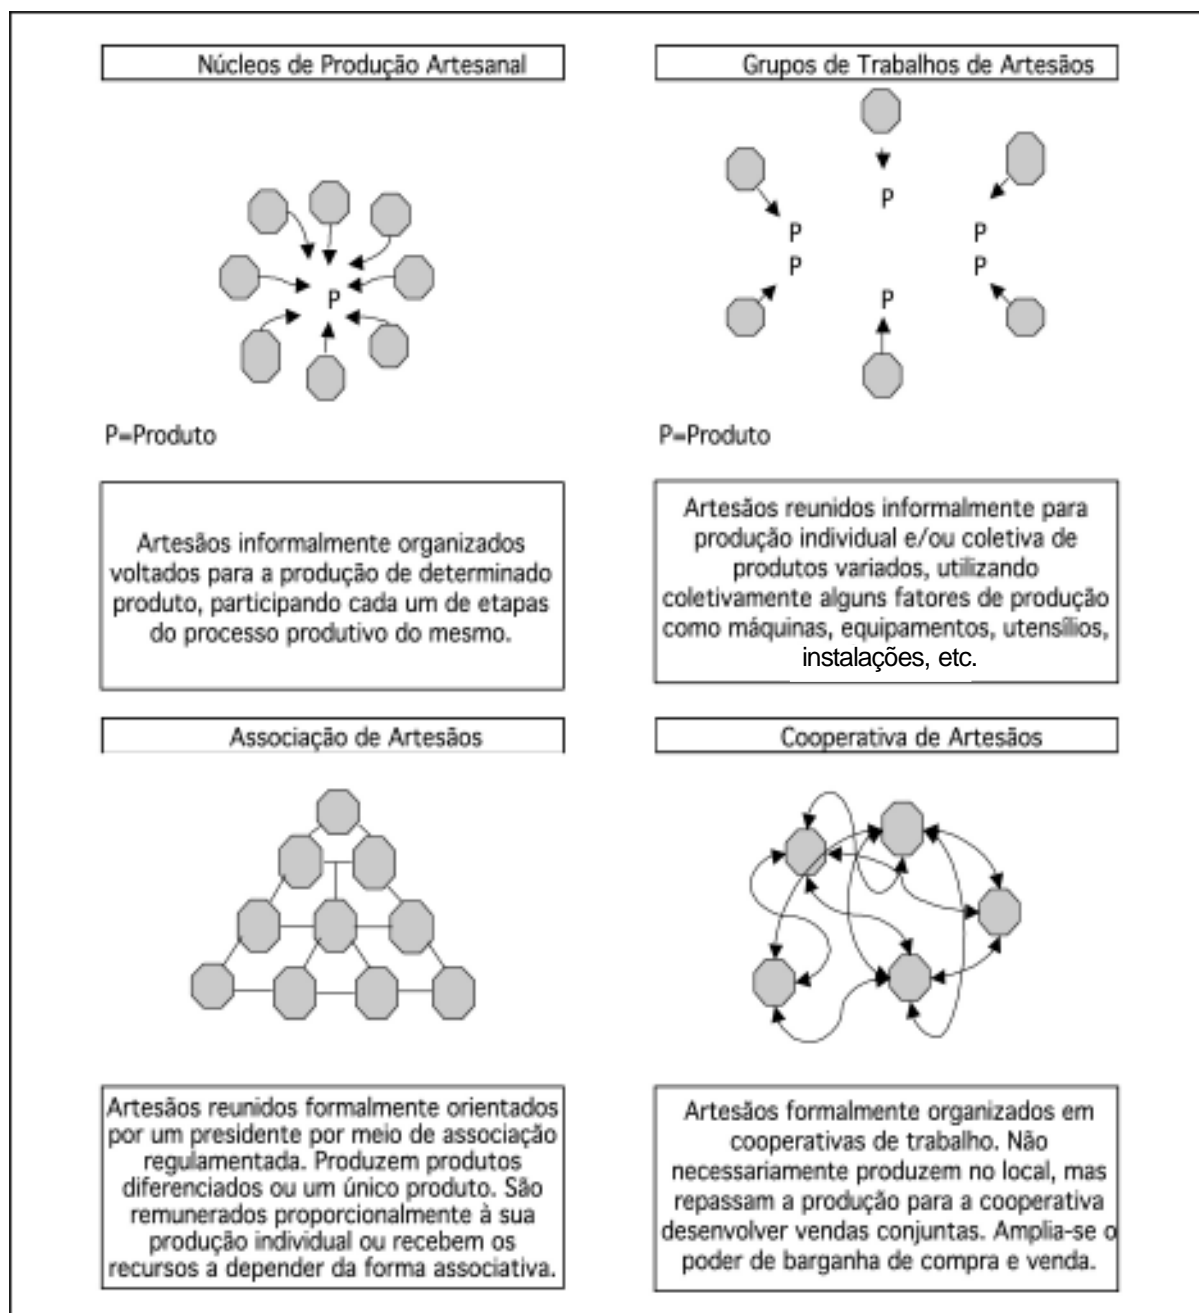 Núcleos de Produção Artesanal
P=Produto
P
Artesãos informalmente organizados
voltados para a produção de determinado
produto, participando cada um de etapas
do processo produtivo do mesmo.
Grupos de Trabalhos de Artesãos
P
P
P
P
P
P
P=Produto
Artesãos reunidos informalmente para
produção individual e/ou coletiva de
produtos variados, utilizando
coletivamente alguns fatores de produção
como máquinas, equipamentos, utensílios,
instalações, etc.
Associação de Artesãos
Artesãos reunidos formalmente orientados
por um presidente por meio de associação
regulamentada. Produzem produtos
diferenciados ou um único produto. São
remunerados proporcionalmente à sua
produção individual ou recebem os
recursos a depender da forma associativa.
Cooperativa de Artesãos
Artesãos formalmente organizados em
cooperativas de trabalho. Não
necessariamente produzem no local, mas
repassam a produção para a cooperativa
desenvolver vendas conjuntas. Amplia-se o
poder de barganha de compra e venda.